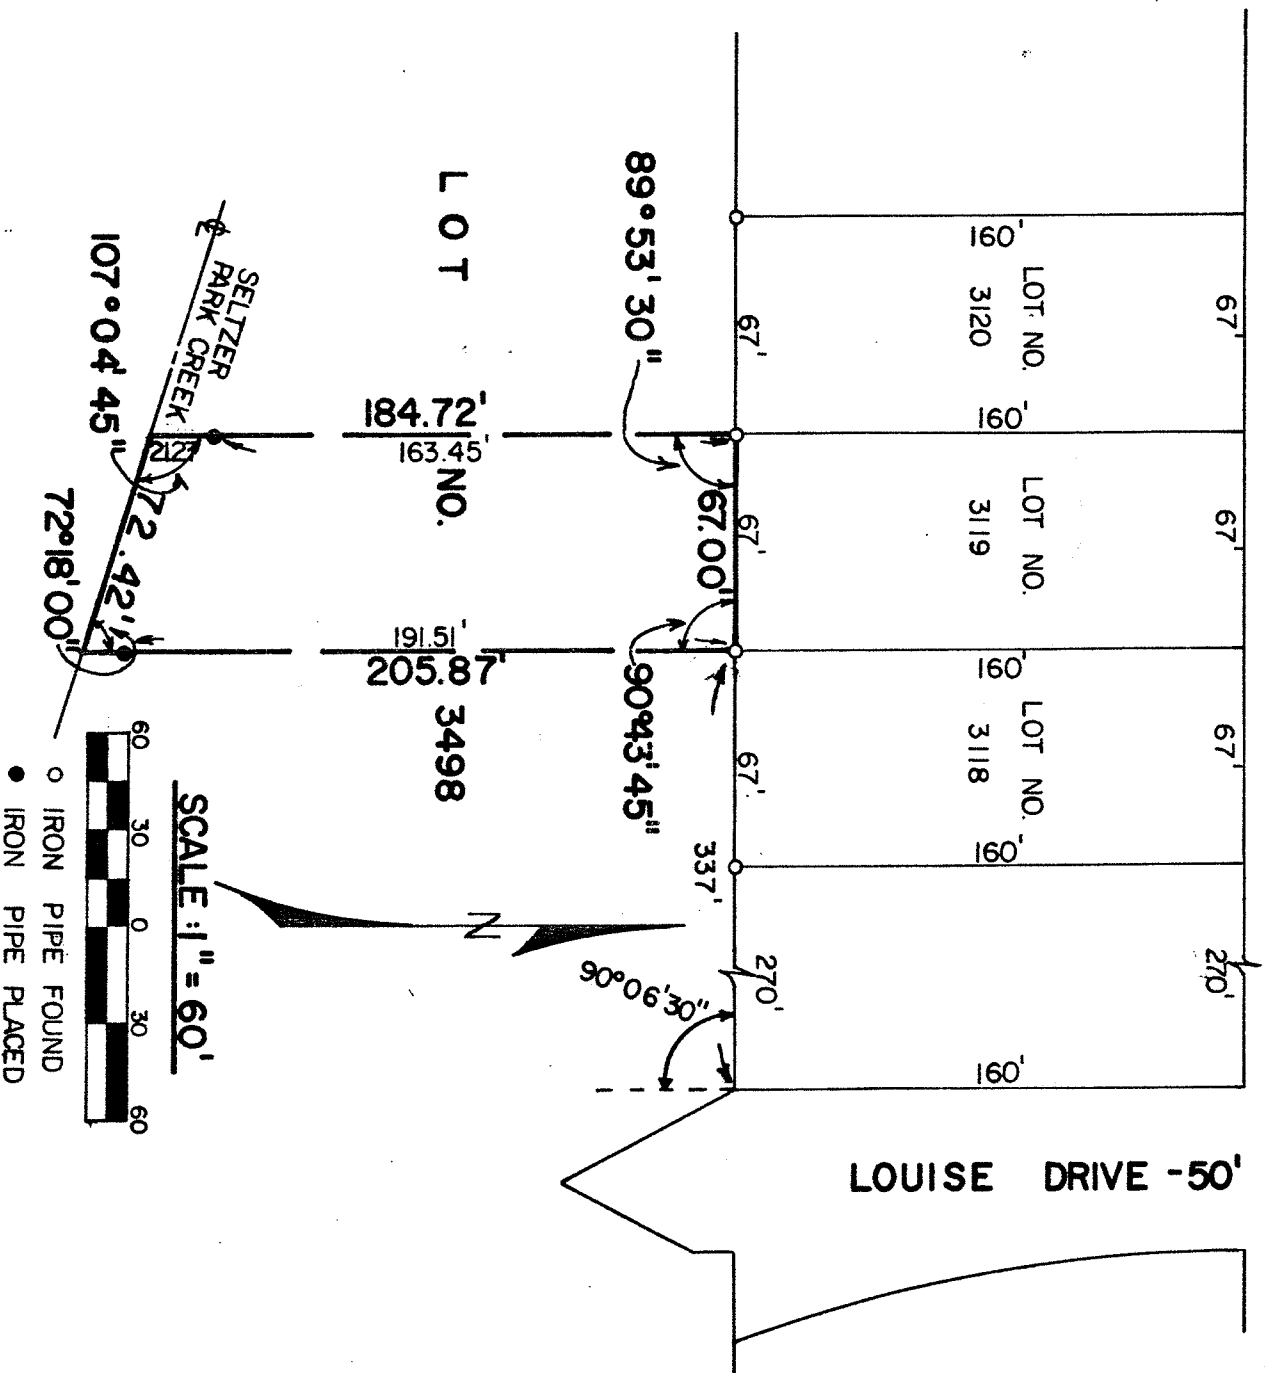 67'
67'
67'
270'
160'
LOT NO.
3120
160'
LOT NO.
3119
160'
LOT NO.
3118
160'
160'
67'
67'
67'
270'
67.00'
337'
89°53'30"
90°43'45"
90°06'30"
LOT NO. 3498
184.72'
163.45'
21.27
191.51'
205.87'
SELTZER
PARK CREEK
107°04'45"
72.42'
72°18'00"
N
SCALE : 1" = 60'
60 30 0 30 60
○ IRON PIPE FOUND
● IRON PIPE PLACED
LOUISE DRIVE - 50'